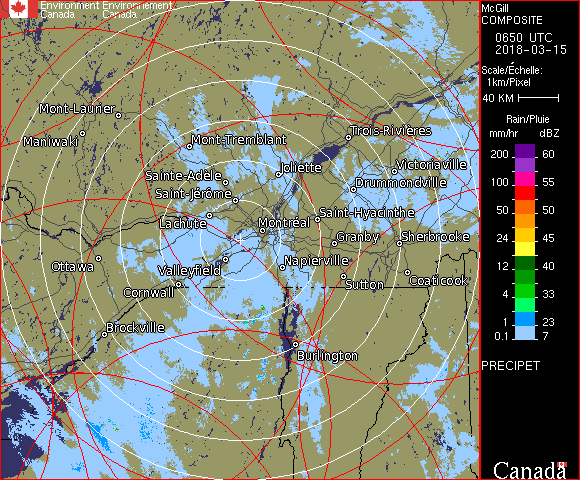 Environment Environnement
Canada Canada
McGill
COMPOSITE
0650 UTC
2018-03-15
Scale/Échelle:
1km/Pixel
40 KM
Rain/Pluie
mm/hr dBZ
200 60
100 55
50 50
24 45
12 40
4 33
1 23
0.1 7
PRECIPET
Canada
Mont-Laurier
Maniwaki
Mont-Tremblant
Trois-Rivières
Joliette
Victoriaville
Sainte-Adèle
Drummondville
Saint-Jérôme
Lachute
Saint-Hyacinthe
Montréal
Granby
Sherbrooke
Ottawa
Valleyfield
Napierville
Cornwall
Sutton
Coaticook
Brockville
Burlington